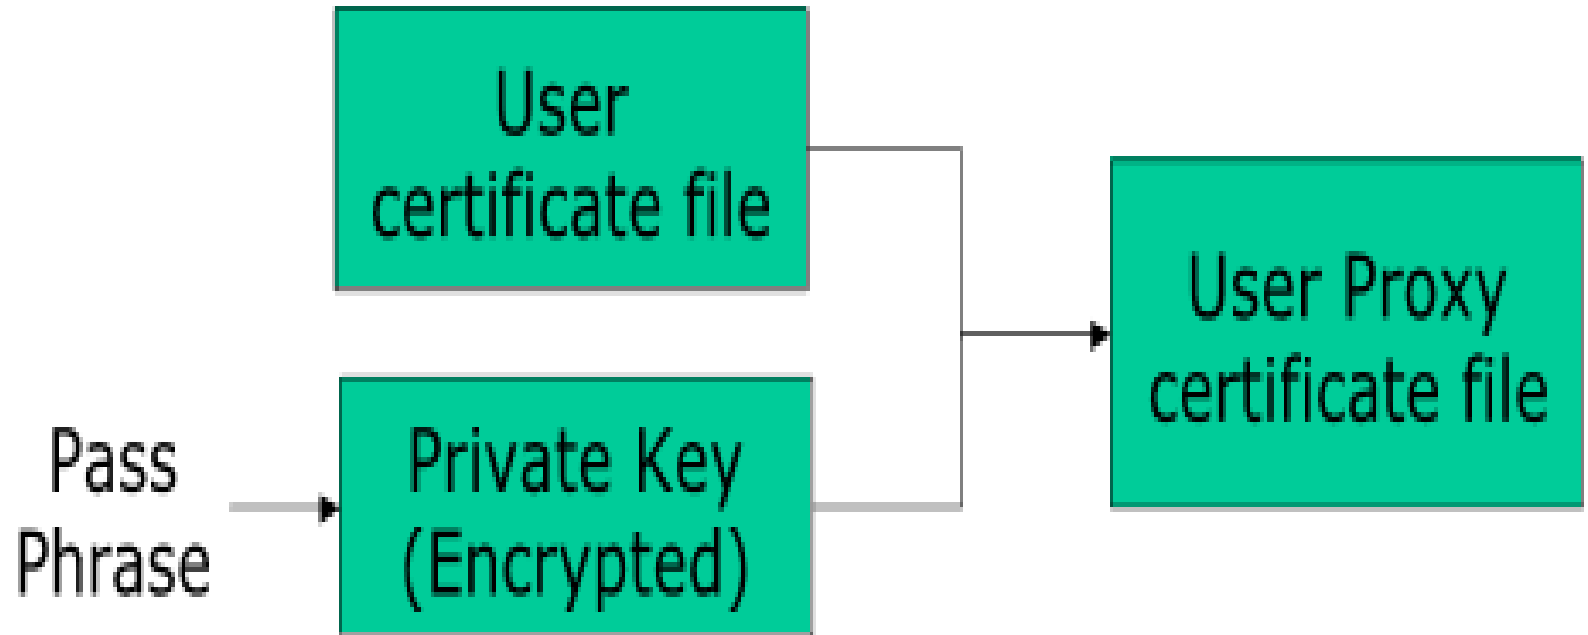 User
certificate file
User Proxy
certificate file
Pass
Phrase
Private Key
(Encrypted)